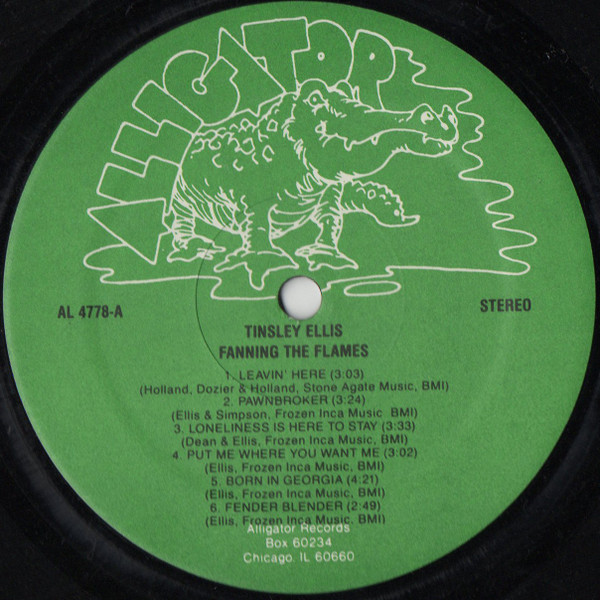 ALLIGATOR
AL 4778-A
STEREO
TINSLEY ELLIS
FANNING THE FLAMES
1. LEAVIN' HERE (3:03)
(Holland, Dozier & Holland, Stone Agate Music, BMI)
2. PAWNBROKER (3:24)
(Ellis & Simpson, Frozen Inca Music BMI)
3. LONELINESS IS HERE TO STAY (3:33)
(Dean & Ellis, Frozen Inca Music, BMI)
4. PUT ME WHERE YOU WANT ME (3:02)
(Ellis, Frozen Inca Music, BMI)
5. BORN IN GEORGIA (4:21)
(Ellis, Frozen Inca Music, BMI)
6. FENDER BLENDER (2:49)
(Ellis, Frozen Inca Music, BMI)
Alligator Records
Box 60234
Chicago, IL 60660